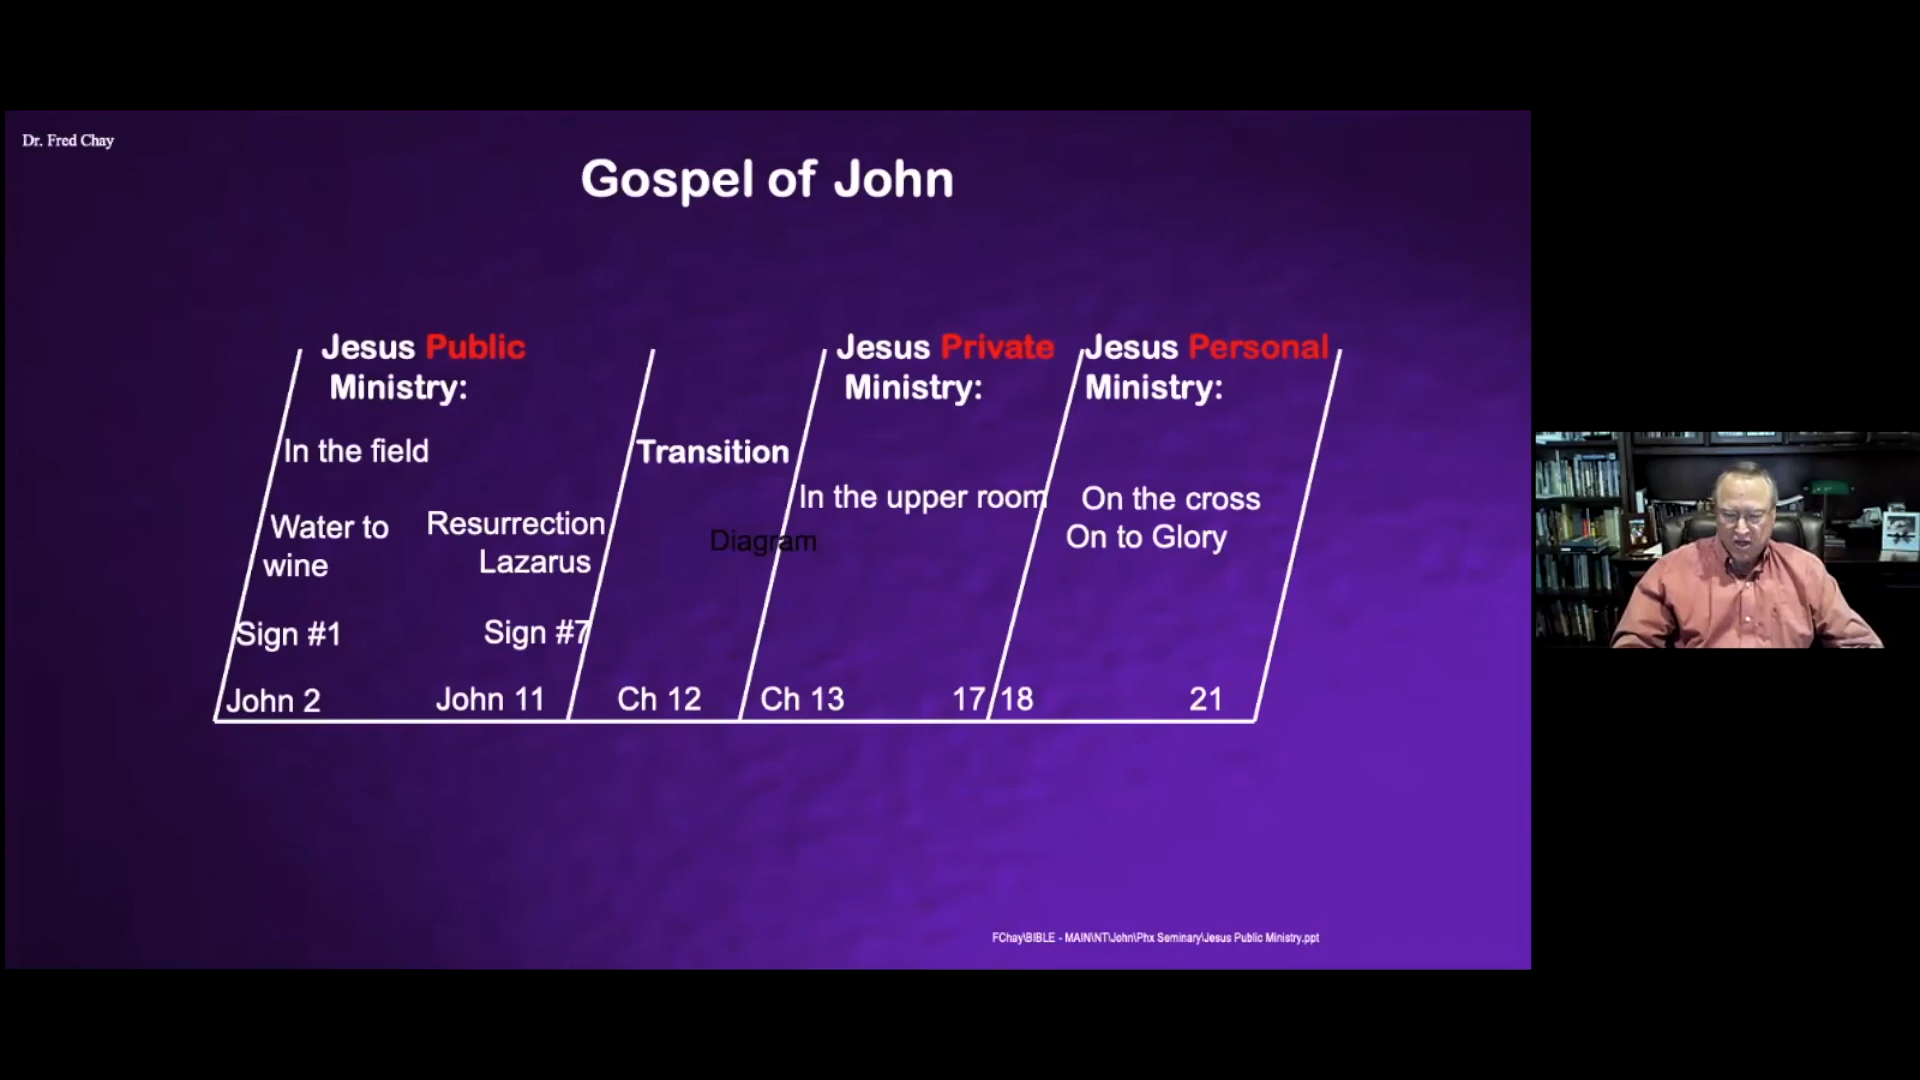 Dr. Fred Chay
Gospel of John
Jesus Public
Ministry:
In the field
Water to
wine
Resurrection
Lazarus
Sign #1
Sign #7
John 2
John 11
Transition
Diagram
Ch 12
Jesus Private
Ministry:
In the upper room
Ch 13
17
Jesus Personal
Ministry:
On the cross
On to Glory
18
21
FChay\BIBLE - MAIN\NT\John\Phx Seminary\Jesus Public Ministry.ppt